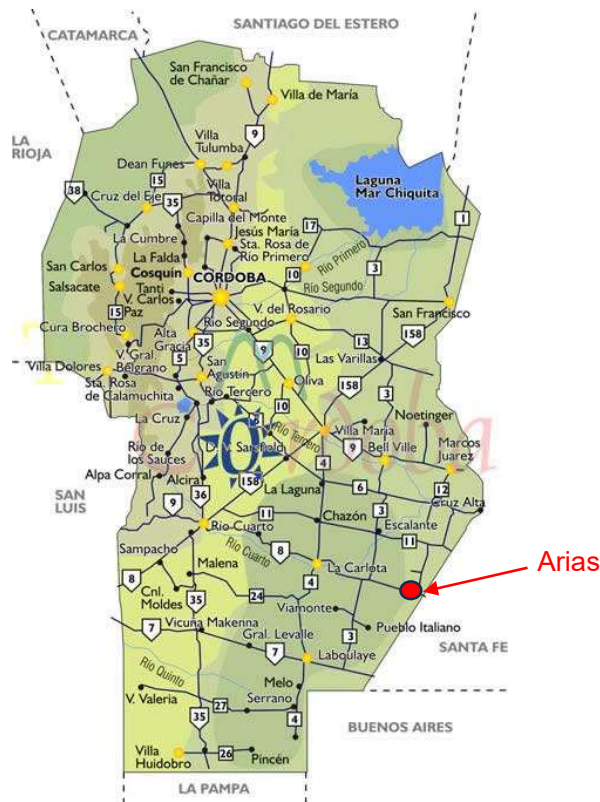 SANTIAGO DEL ESTERO
CATAMARCA
San Francisco
de Chañar
Villa de María
9
LA
RIOJA
Villa
Tulumba
Dean Funes
15
38
Cruz del Eje
35
Villa
Totoral
Laguna
Mar Chiquita
1
Capilla del Monte
17
La Cumbre
Jesús María
Sta. Rosa de
Río Primero
La Falda
San Carlos
Cosquín
CORDOBA
10
Río Primero
3
Salsacate
Tanti
Río Segundo
V. Carlos
Paz
15
San Francisco
V. del Rosario
Cura Brochero
Alta
Gracia
35
Río Segundo
13
158
V. Gral.
Belgrano
5
9
10
Las Varillas
Villa Dolores
San
Agustín
Oliva
158
3
Sta. Rosa
de Calamuchita
Río Tercero
10
Noetinger
La Cruz
Río Tercero
Villa María
Marcos
Juarez
Río de
los Sauces
9
Bell Ville
4
Alpa Corral
La Laguna
6
12
Cruz Alta
SAN
LUIS
Alcira
158
3
9
36
11
Chazón
Escalante
11
Río Cuarto
Sampacho
Río Cuarto
8
La Carlota
Arias
8
Malena
4
Cnl.
Moldes
24
Viamonte
35
Pueblo Italiano
7
Vicuña Makenna
Gral. Levalle
3
SANTA FE
7
Laboulaye
Río Quinto
Melo
V. Valeria
27
Serrano
35
4
BUENOS AIRES
Villa
Huidobro
26
Pincén
LA PAMPA